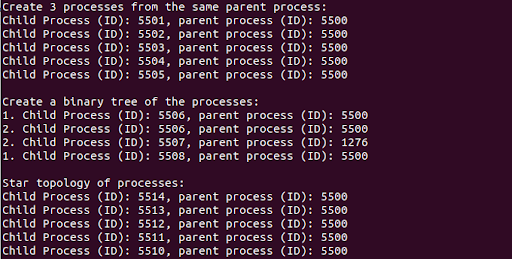 Create 3 processes from the same parent process:
Child Process (ID): 5501, parent process (ID): 5500
Child Process (ID): 5502, parent process (ID): 5500
Child Process (ID): 5503, parent process (ID): 5500
Child Process (ID): 5504, parent process (ID): 5500
Child Process (ID): 5505, parent process (ID): 5500
Create a binary tree of the processes:
1. Child Process (ID): 5506, parent process (ID): 5500
2. Child Process (ID): 5506, parent process (ID): 5500
2. Child Process (ID): 5507, parent process (ID): 1276
1. Child Process (ID): 5508, parent process (ID): 5500
Star topology of processes:
Child Process (ID): 5514, parent process (ID): 5500
Child Process (ID): 5513, parent process (ID): 5500
Child Process (ID): 5512, parent process (ID): 5500
Child Process (ID): 5511, parent process (ID): 5500
Child Process (ID): 5510, parent process (ID): 5500